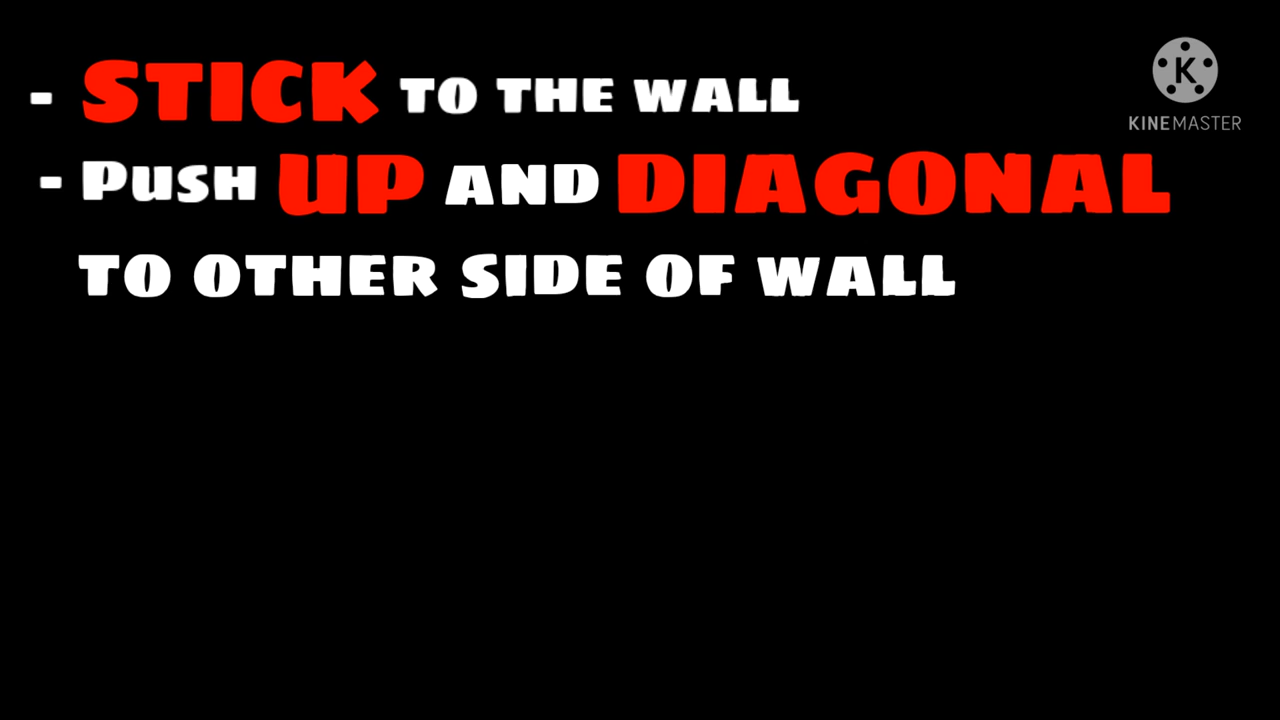 - STICK TO THE WALL
- PUSH UP AND DIAGONAL
TO OTHER SIDE OF WALL
K
KINEMASTER